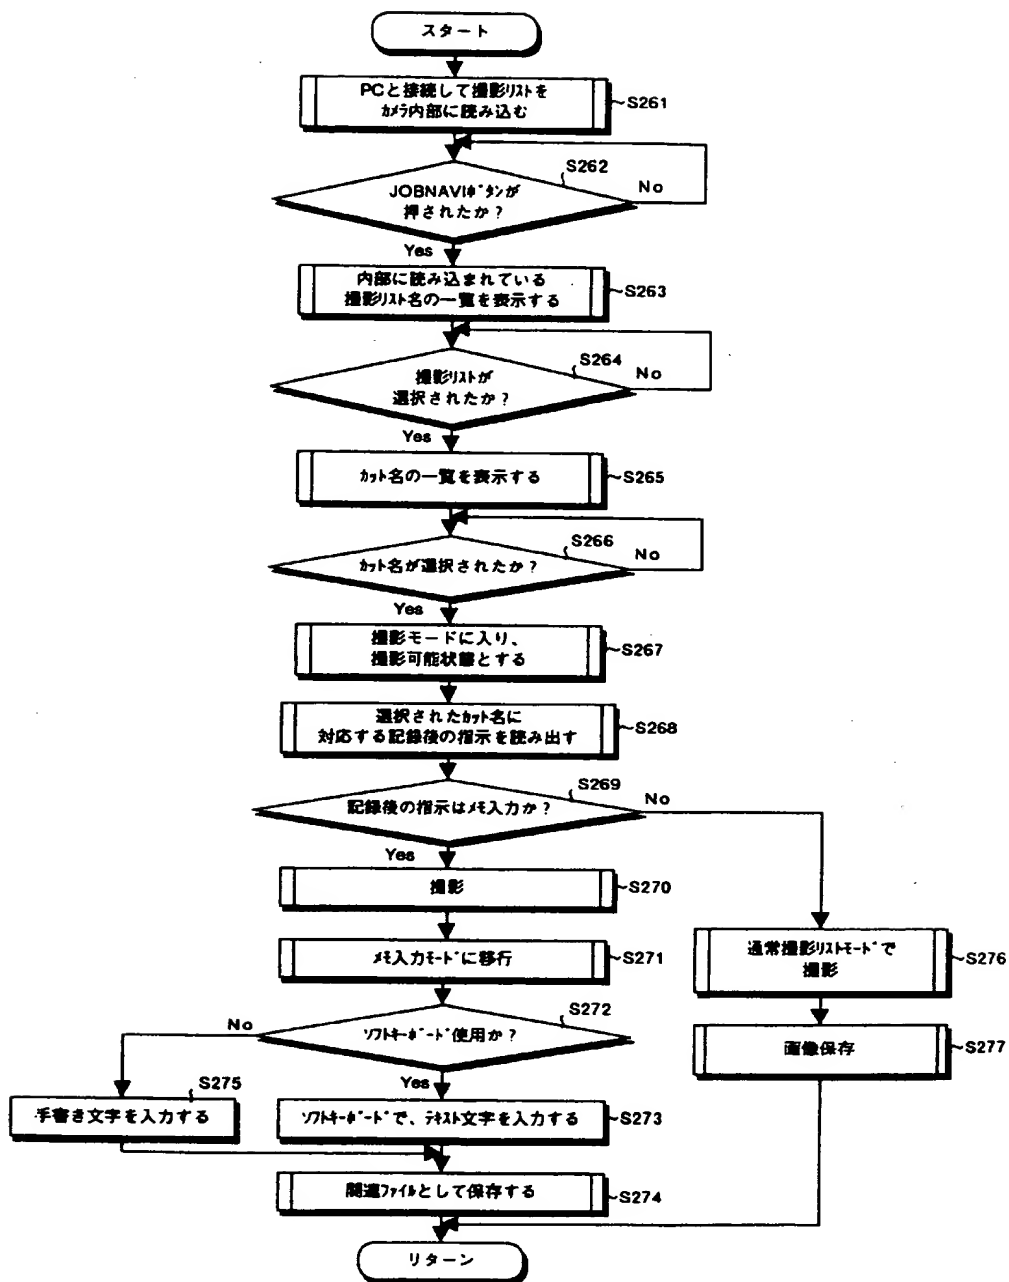 スタート
PCと接続して撮影リストを
ｶﾒﾗ内部に読み込む
S261
S262
JOBNAVIﾎﾞﾀﾝが
押されたか？
No
Yes
内部に読み込まれている
撮影ﾘｽﾄ名の一覧を表示する
S263
S264
撮影ﾘｽﾄが
選択されたか？
No
Yes
ｶｯﾄ名の一覧を表示する
S265
S266
ｶｯﾄ名が選択されたか？
No
Yes
撮影モードに入り、
撮影可能状態とする
S267
選択されたｶｯﾄ名に
対応する記録後の指示を読み出す
S268
S269
記録後の指示はﾒﾓ入力か？
No
Yes
撮影
S270
ﾒﾓ入力ﾓｰﾄﾞに移行
S271
通常撮影ﾘｽﾄﾓｰﾄﾞで
撮影
S276
S272
ｿﾌﾄｷｰﾎﾞｰﾄﾞ使用か？
No
Yes
画像保存
S277
S275
手書き文字を入力する
ｿﾌﾄｷｰﾎﾞｰﾄﾞで、ﾃｷｽﾄ文字を入力する
S273
関連ﾌｧｲﾙとして保存する
S274
リターン